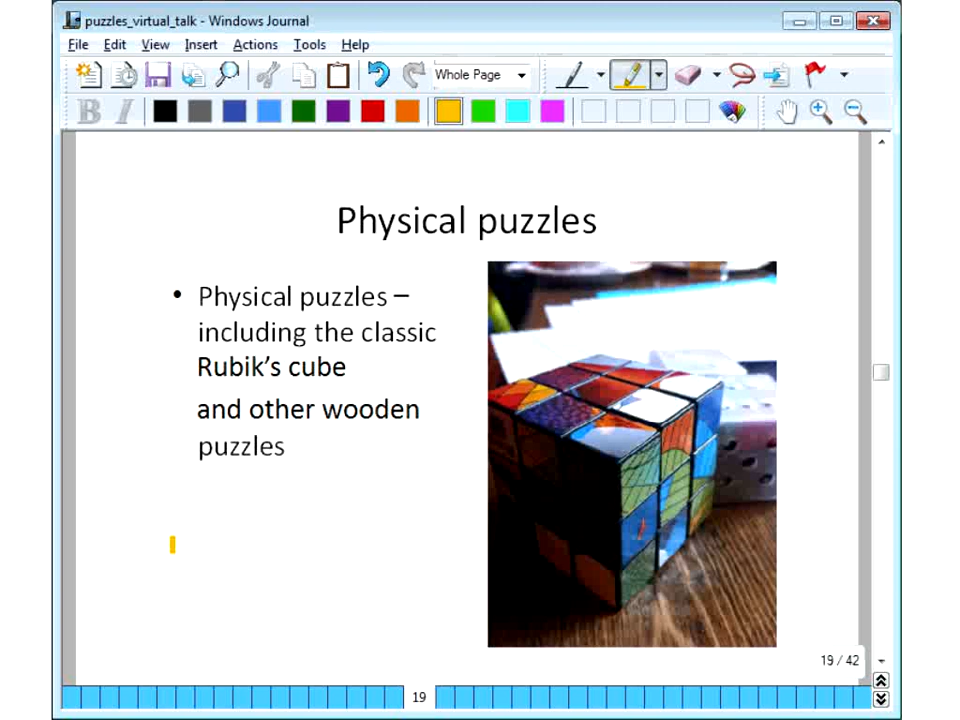 puzzles_virtual_talk - Windows Journal
File Edit View Insert Actions Tools Help
Whole Page
B I
Physical puzzles
• Physical puzzles –
including the classic
Rubik's cube
and other wooden
puzzles
19 / 42
19